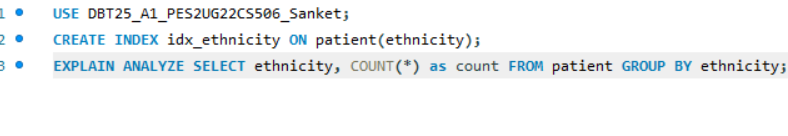 1 USE DBT25_A1_PES2UG22CS506_Sanket;
2 CREATE INDEX idx_ethnicity ON patient(ethnicity);
3 EXPLAIN ANALYZE SELECT ethnicity, COUNT(*) as count FROM patient GROUP BY ethnicity;